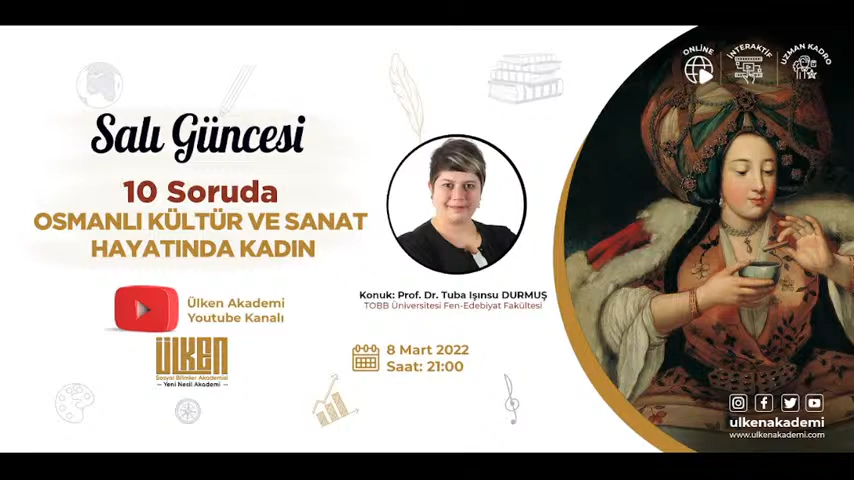 ONLİNE
İNTERAKTİF
UZMAN KADRO
Salı Güncesi
10 Soruda
OSMANLI KÜLTÜR VE SANAT
HAYATINDA KADIN
Konuk: Prof. Dr. Tuba Işınsu DURMUŞ
TOBB Üniversitesi Fen-Edebiyat Fakültesi
Ülken Akademi
Youtube Kanalı
ÜLKEN
Sosyal Bilimler Akademisi
— Yeni Nesil Akademi —
8 Mart 2022
Saat: 21:00
ulkenakademi
www.ulkenakademi.com